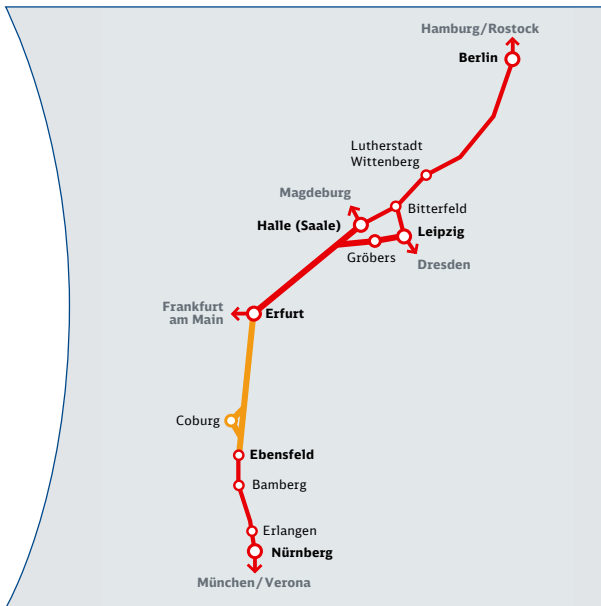 Hamburg/Rostock
Berlin
Lutherstadt
Wittenberg
Magdeburg
Bitterfeld
Halle (Saale)
Leipzig
Gröbers
Dresden
Frankfurt
am Main
Erfurt
Coburg
Ebensfeld
Bamberg
Erlangen
Nürnberg
München/Verona